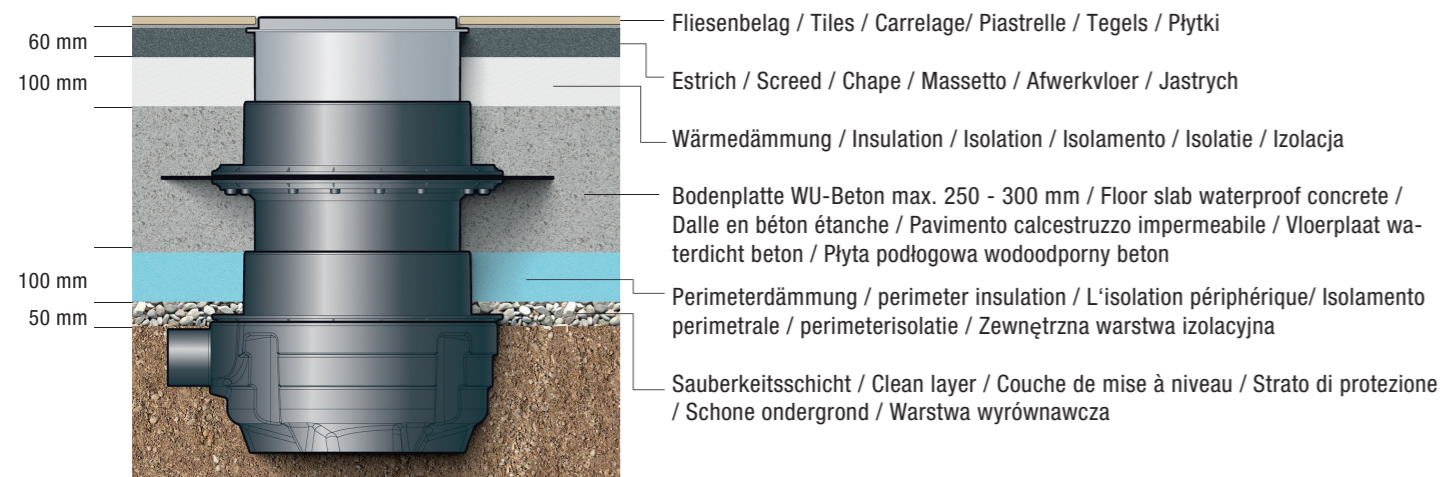 Fliesenbelag / Tiles / Carrelage/ Piastrelle / Tegels / Płytki
60 mm
Estrich / Screed / Chape / Massetto / Afwerkvloer / Jastrych
100 mm
Wärmedämmung / Insulation / Isolation / Isolamento / Isolatie / Izolacja
Bodenplatte WU-Beton max. 250 - 300 mm / Floor slab waterproof concrete /
Dalle en béton étanche / Pavimento calcestruzzo impermeabile / Vloerplaat wa-
terdicht beton / Płyta podłogowa wodoodporny beton
100 mm
Perimeterdämmung / perimeter insulation / L‘isolation périphérique/ Isolamento
perimetrale / perimeterisolatie / Zewnętrzna warstwa izolacyjna
50 mm
Sauberkeitsschicht / Clean layer / Couche de mise à niveau / Strato di protezione
/ Schone ondergrond / Warstwa wyrównawcza